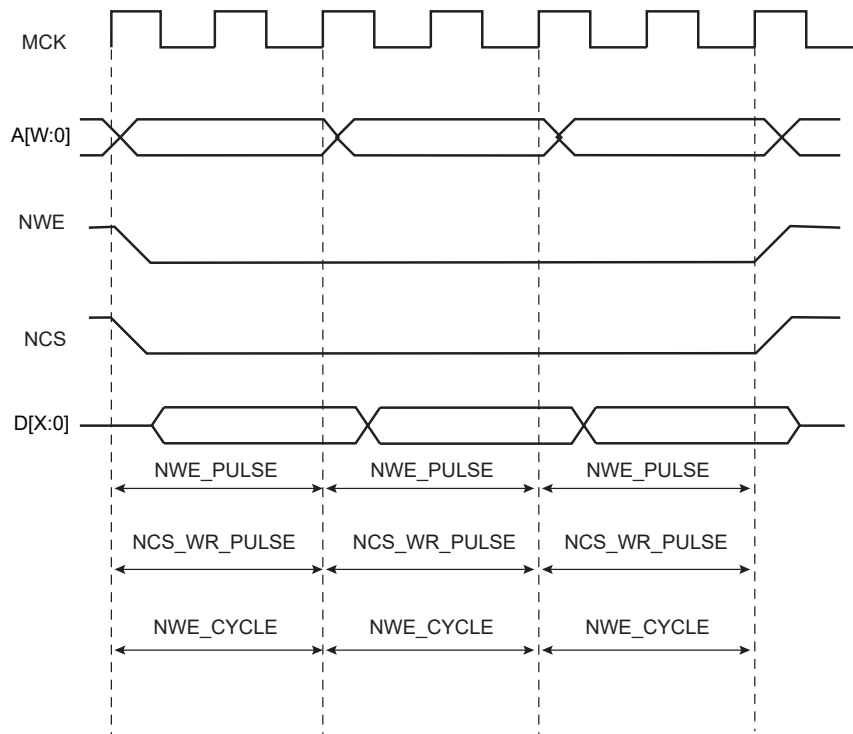 MCK
A[W:0]
NWE
NCS
D[X:0]
NWE_PULSE NWE_PULSE NWE_PULSE
NCS_WR_PULSE NCS_WR_PULSE NCS_WR_PULSE
NWE_CYCLE NWE_CYCLE NWE_CYCLE